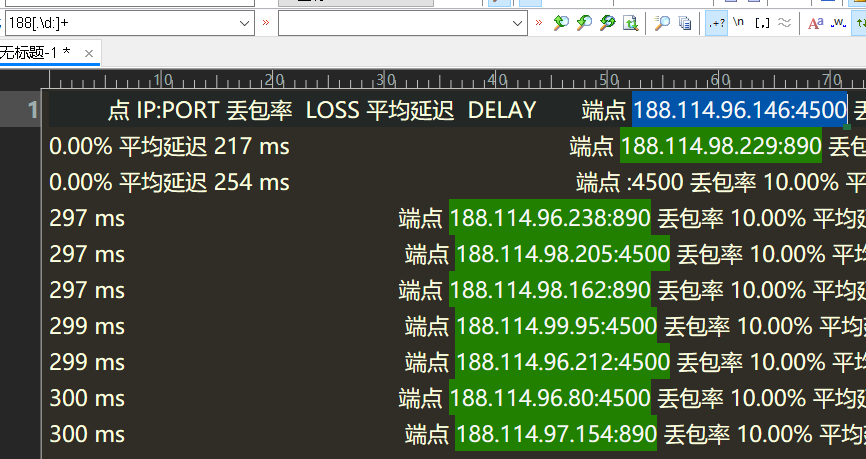 188[.\d:]+
无标题-1 *
10 20 30 40 50 60 70
1 点 IP:PORT 丢包率 LOSS 平均延迟 DELAY 端点 188.114.96.146:4500 丢
0.00% 平均延迟 217 ms 端点 188.114.98.229:890 丢包
0.00% 平均延迟 254 ms 端点 :4500 丢包率 10.00% 平均
297 ms 端点 188.114.96.238:890 丢包率 10.00% 平均延
297 ms 端点 188.114.98.205:4500 丢包率 10.00% 平均
297 ms 端点 188.114.98.162:890 丢包率 10.00% 平均延
299 ms 端点 188.114.99.95:4500 丢包率 10.00% 平均
299 ms 端点 188.114.96.212:4500 丢包率 10.00% 平均
300 ms 端点 188.114.96.80:4500 丢包率 10.00% 平均延
300 ms 端点 188.114.97.154:890 丢包率 10.00% 平均